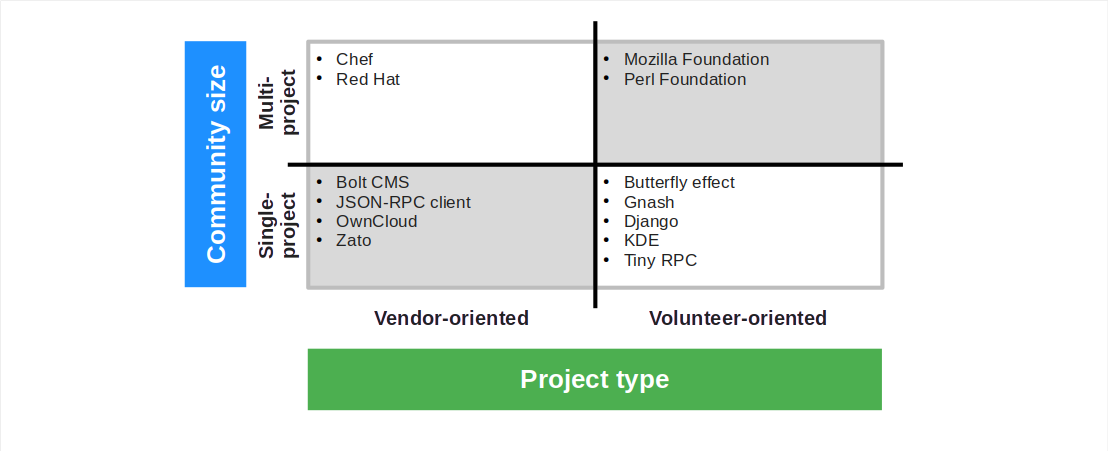 Community size
Multi-
project
• Chef
• Red Hat
• Mozilla Foundation
• Perl Foundation
Single-
project
• Bolt CMS
• JSON-RPC client
• OwnCloud
• Zato
• Butterfly effect
• Gnash
• Django
• KDE
• Tiny RPC
Vendor-oriented
Volunteer-oriented
Project type